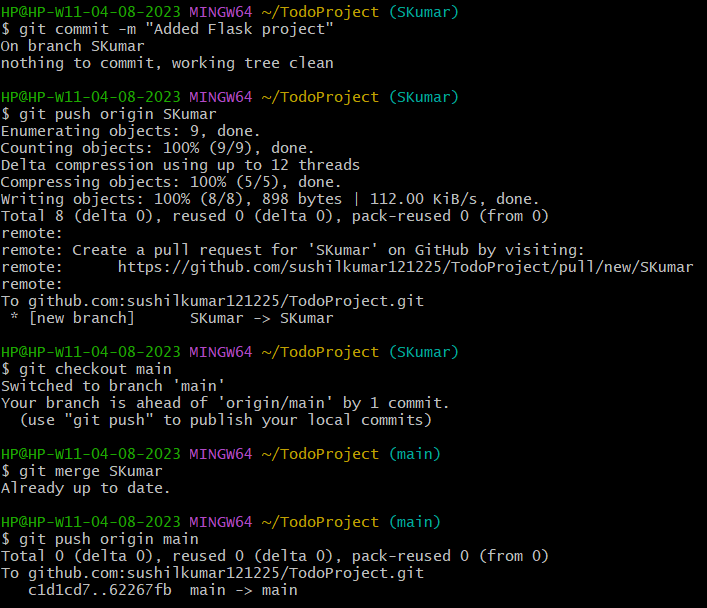 HP@HP-W11-04-08-2023 MINGW64 ~/TodoProject (SKumar)
$ git commit -m "Added Flask project"
On branch SKumar
nothing to commit, working tree clean
HP@HP-W11-04-08-2023 MINGW64 ~/TodoProject (SKumar)
$ git push origin SKumar
Enumerating objects: 9, done.
Counting objects: 100% (9/9), done.
Delta compression using up to 12 threads
Compressing objects: 100% (5/5), done.
Writing objects: 100% (8/8), 898 bytes | 112.00 KiB/s, done.
Total 8 (delta 0), reused 0 (delta 0), pack-reused 0 (from 0)
remote:
remote: Create a pull request for 'SKumar' on GitHub by visiting:
remote:      https://github.com/sushilkumar121225/TodoProject/pull/new/SKumar
remote:
To github.com:sushilkumar121225/TodoProject.git
 * [new branch]      SKumar -> SKumar
HP@HP-W11-04-08-2023 MINGW64 ~/TodoProject (SKumar)
$ git checkout main
Switched to branch 'main'
Your branch is ahead of 'origin/main' by 1 commit.
  (use "git push" to publish your local commits)
HP@HP-W11-04-08-2023 MINGW64 ~/TodoProject (main)
$ git merge SKumar
Already up to date.
HP@HP-W11-04-08-2023 MINGW64 ~/TodoProject (main)
$ git push origin main
Total 0 (delta 0), reused 0 (delta 0), pack-reused 0 (from 0)
To github.com:sushilkumar121225/TodoProject.git
   c1d1cd7..62267fb  main -> main